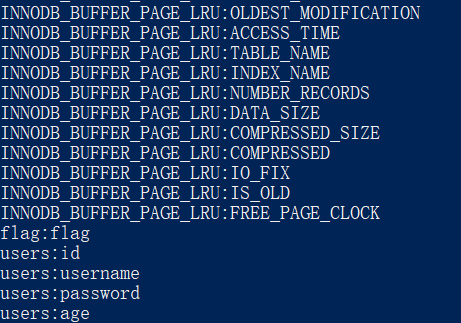 INNODB_BUFFER_PAGE_LRU:OLDEST_MODIFICATION
INNODB_BUFFER_PAGE_LRU:ACCESS_TIME
INNODB_BUFFER_PAGE_LRU:TABLE_NAME
INNODB_BUFFER_PAGE_LRU:INDEX_NAME
INNODB_BUFFER_PAGE_LRU:NUMBER_RECORDS
INNODB_BUFFER_PAGE_LRU:DATA_SIZE
INNODB_BUFFER_PAGE_LRU:COMPRESSED_SIZE
INNODB_BUFFER_PAGE_LRU:COMPRESSED
INNODB_BUFFER_PAGE_LRU:IO_FIX
INNODB_BUFFER_PAGE_LRU:IS_OLD
INNODB_BUFFER_PAGE_LRU:FREE_PAGE_CLOCK
flag:flag
users:id
users:username
users:password
users:age